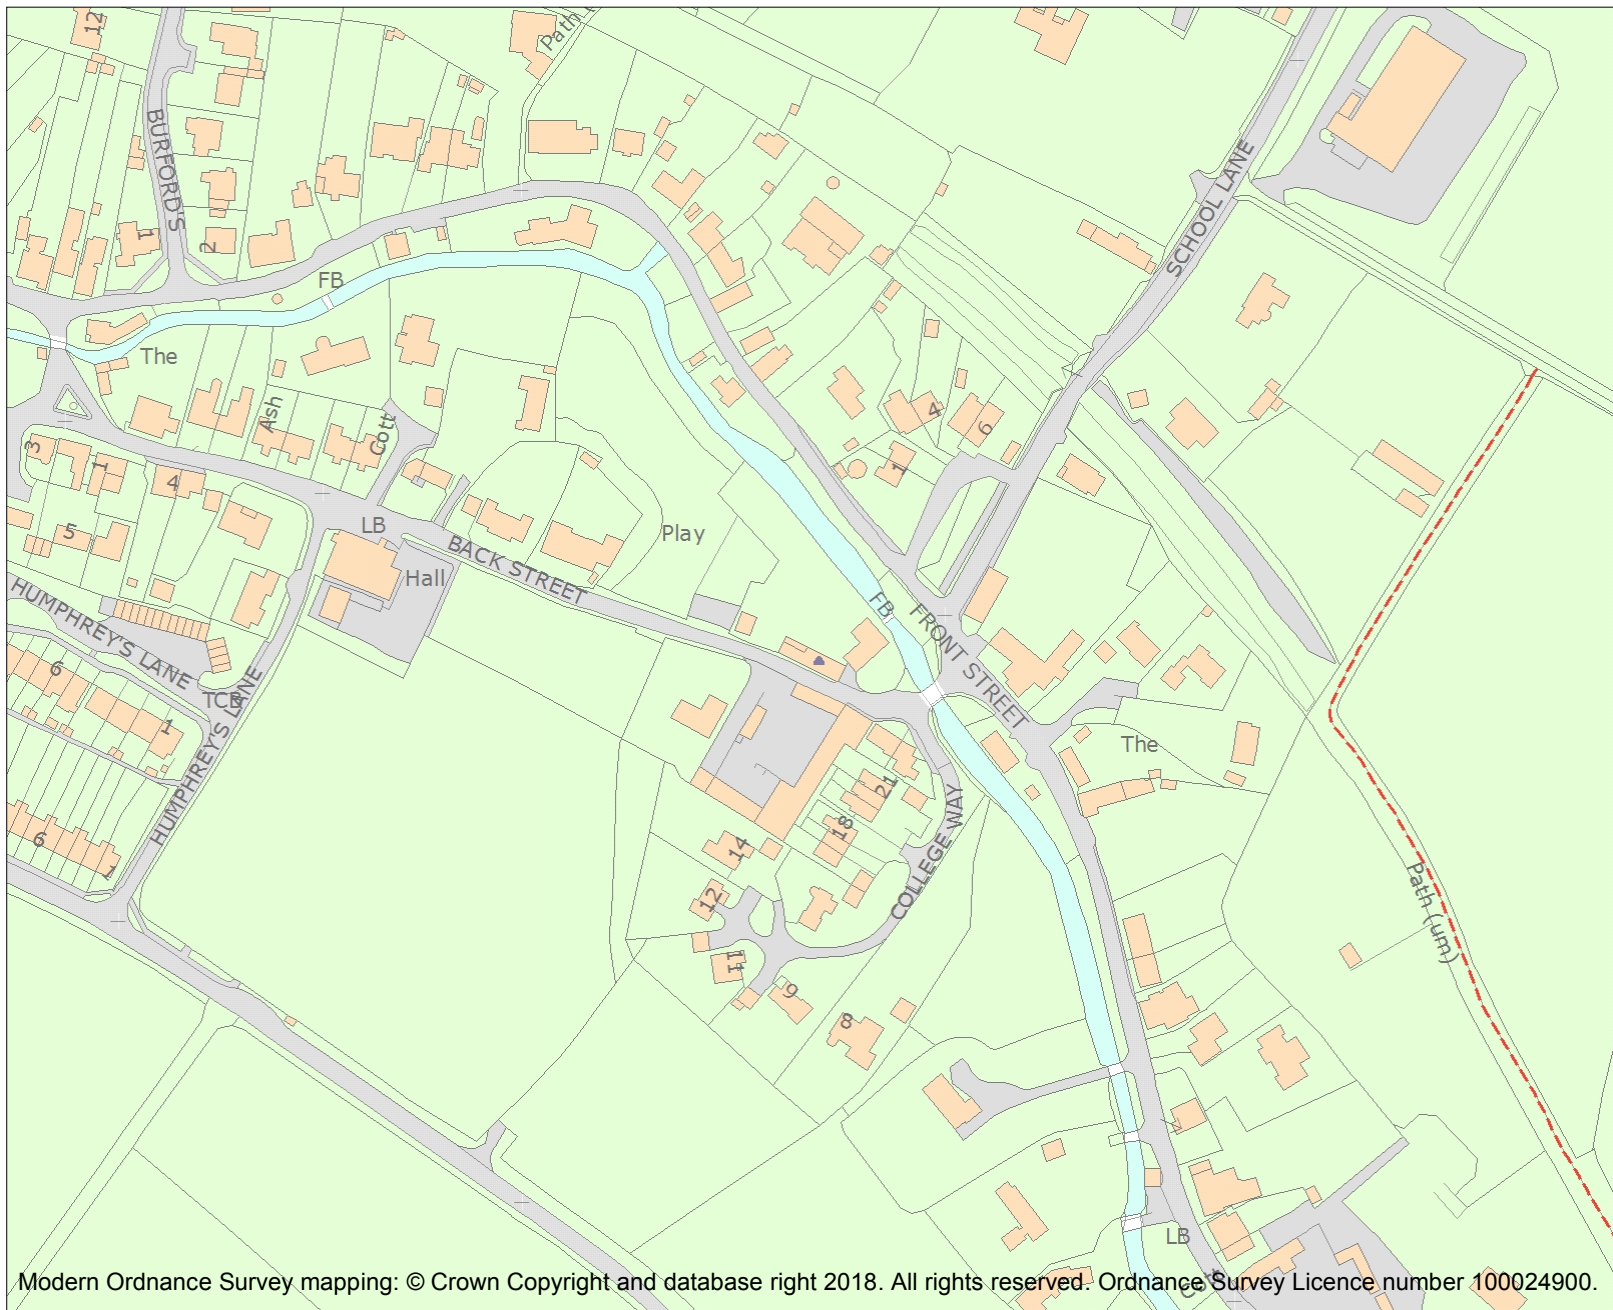 12
Path (
BURFORD'S
1
2
SCHOOL LANE
FB
The
Ash
Cott
4
6
1
3
1
4
5
LB
Hall
BACK STREET
Play
FB
FRONT STREET
HUMPHREY'S LANE
TCB
HUMPHREY'S LANE
6
1
6
1
The
21
18
14
12
11
9
8
COLLEGE WAY
Path (um)
LB
Modern Ordnance Survey mapping: © Crown Copyright and database right 2018. All rights reserved. Ordnance Survey Licence number 100024900.